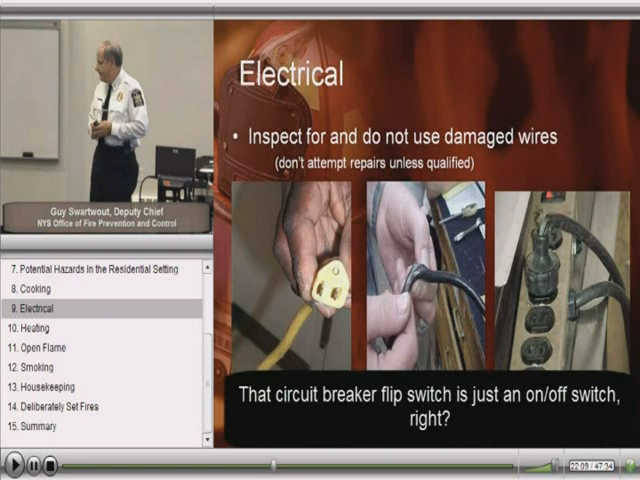 Electrical
• Inspect for and do not use damaged wires
(don't attempt repairs unless qualified)
Guy Swartwout, Deputy Chief
NYS Office of Fire Prevention and Control
7. Potential Hazards in the Residential Setting
8. Cooking
9. Electrical
10. Heating
11. Open Flame
12. Smoking
13. Housekeeping
14. Deliberately Set Fires
15. Summary
That circuit breaker flip switch is just an on/off switch,
right?
22:09 / 47:34